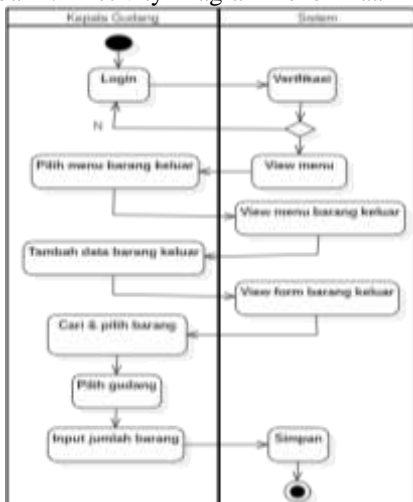 Kepala Gudang Sistem
Login Verifikasi
N
Pilih menu barang keluar View menu
View menu barang keluar
Tambah data barang keluar
View form barang keluar
Cari & pilih barang
Pilih gudang
Input jumlah barang Simpan